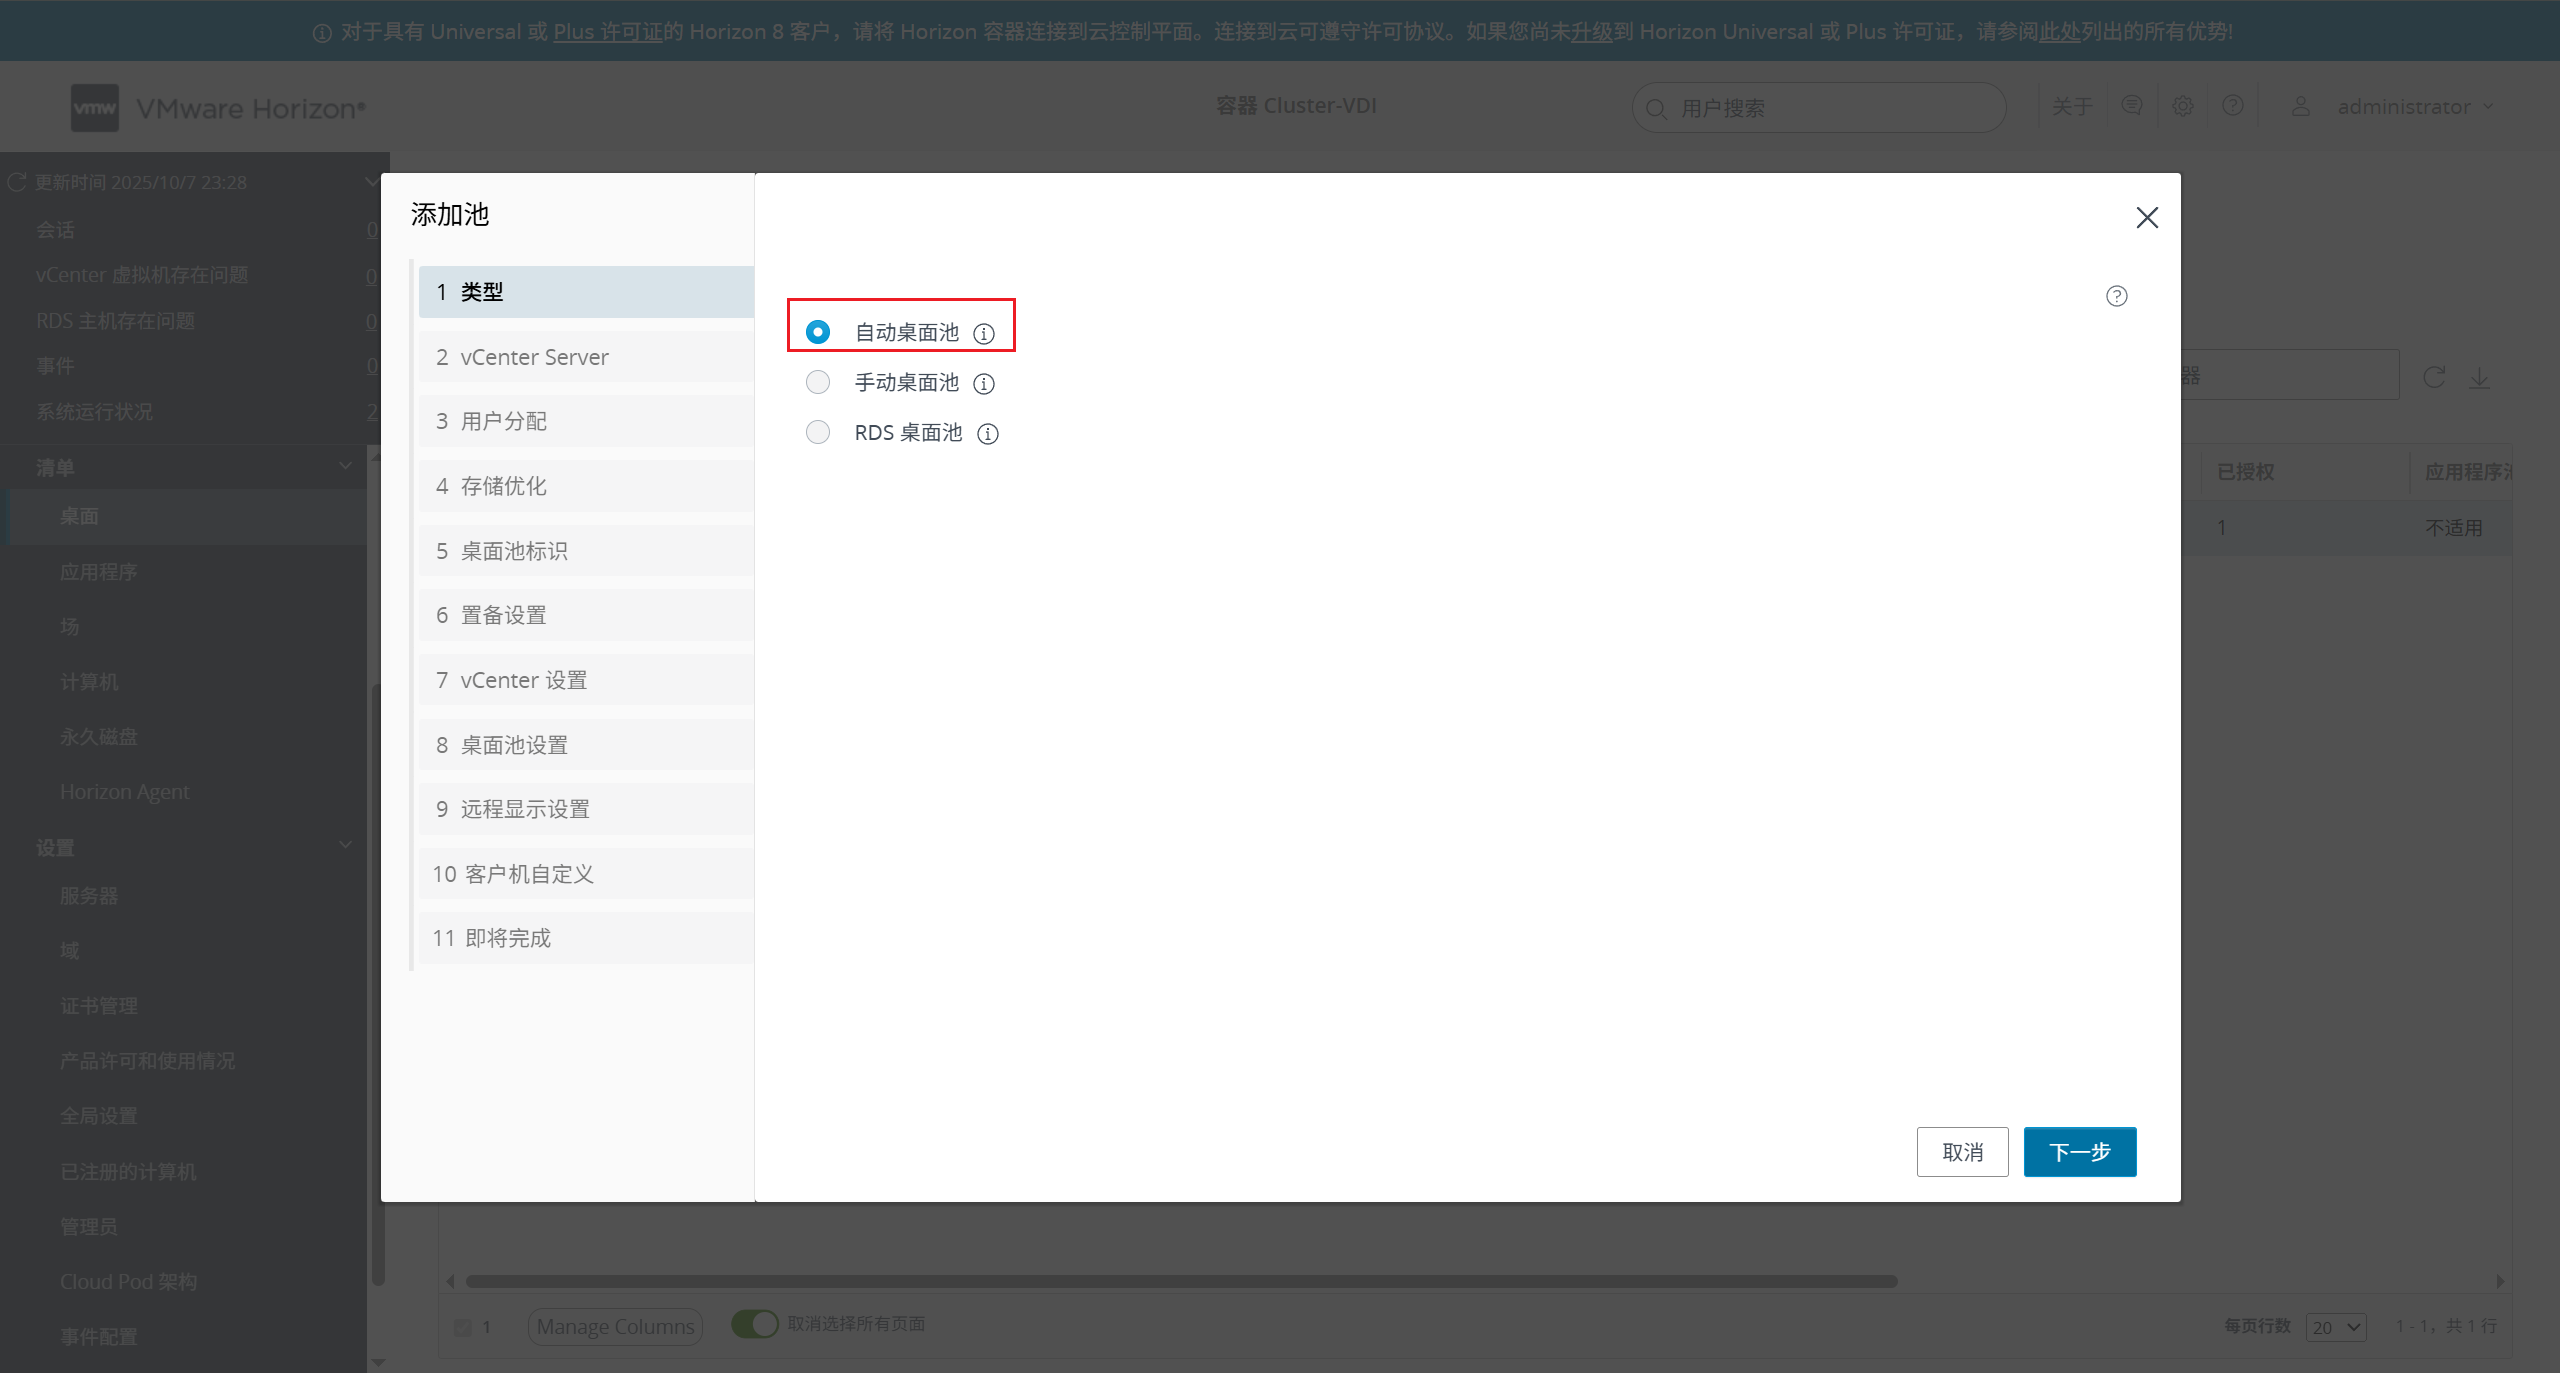 对于具有 Universal 或 Plus 许可证的 Horizon 8 客户，请将 Horizon 容器连接到云控制平面。连接到云可遵守许可协议。如果您尚未升级到 Horizon Universal 或 Plus 许可证，请参阅此处列出的所有优势!
vmw VMware Horizon®
容器 Cluster-VDI
用户搜索
关于
administrator
更新时间 2025/10/7 23:28
会话 0
vCenter 虚拟机存在问题 0
RDS 主机存在问题 0
事件 0
系统运行状况 2
清单
桌面
应用程序
场
计算机
永久磁盘
Horizon Agent
设置
服务器
域
证书管理
产品许可和使用情况
全局设置
已注册的计算机
管理员
Cloud Pod 架构
事件配置
添加池
1 类型
2 vCenter Server
3 用户分配
4 存储优化
5 桌面池标识
6 置备设置
7 vCenter 设置
8 桌面池设置
9 远程显示设置
10 客户机自定义
11 即将完成
自动桌面池
手动桌面池
RDS 桌面池
取消
下一步
器
已授权
应用程序
1
不适用
1
Manage Columns
取消选择所有页面
每页行数
20
1 - 1，共 1 行